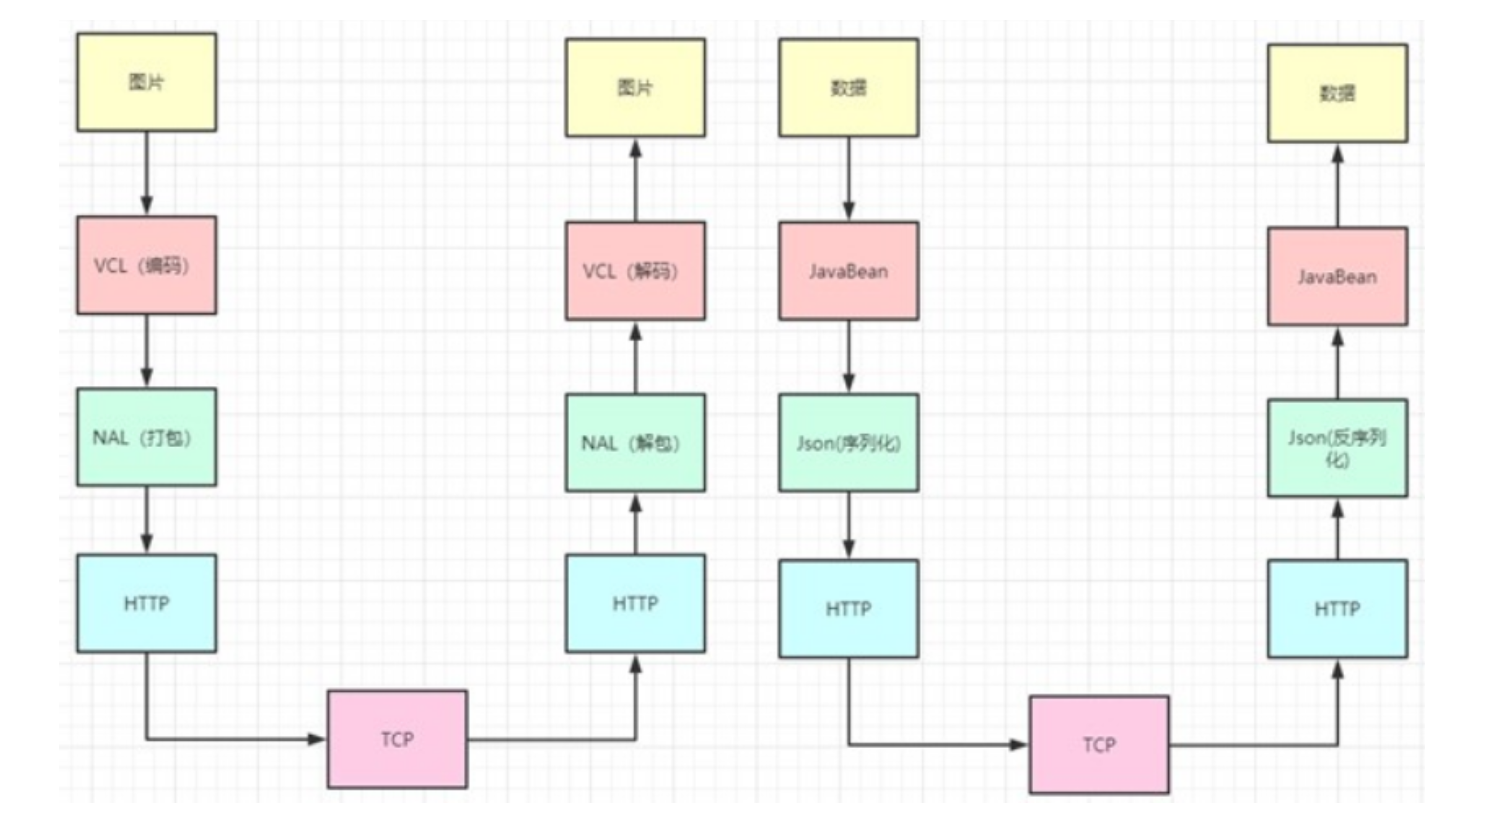 图片
VCL（编码）
NAL（打包）
HTTP
TCP
图片
VCL（解码）
NAL（解包）
HTTP
数据
JavaBean
Json(序列化)
HTTP
TCP
数据
JavaBean
Json(反序列
化)
HTTP